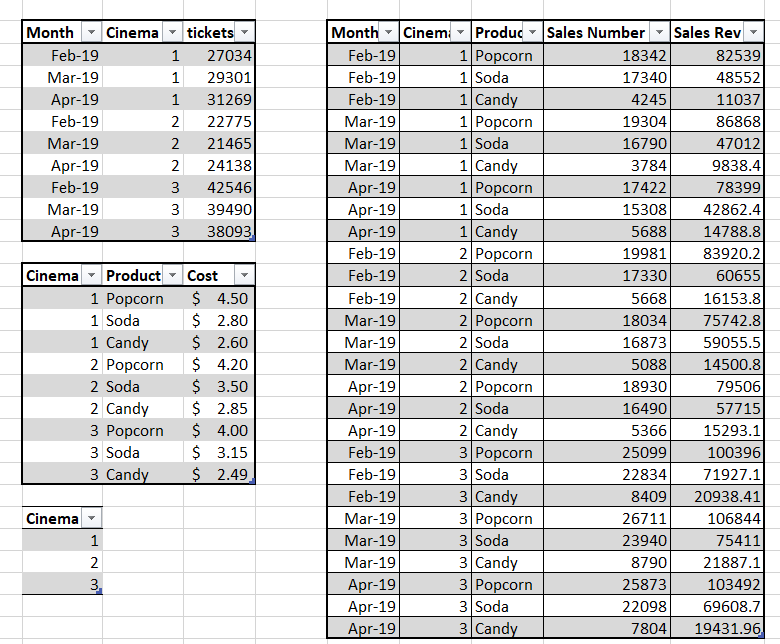 Month Cinema tickets
Feb-19 1 27034
Mar-19 1 29301
Apr-19 1 31269
Feb-19 2 22775
Mar-19 2 21465
Apr-19 2 24138
Feb-19 3 42546
Mar-19 3 39490
Apr-19 3 38093
Cinema Product Cost
1 Popcorn $ 4.50
1 Soda $ 2.80
1 Candy $ 2.60
2 Popcorn $ 4.20
2 Soda $ 3.50
2 Candy $ 2.85
3 Popcorn $ 4.00
3 Soda $ 3.15
3 Candy $ 2.49
Cinema
1
2
3
Month Cinema Produc Sales Number Sales Rev
Feb-19 1 Popcorn 18342 82539
Feb-19 1 Soda 17340 48552
Feb-19 1 Candy 4245 11037
Mar-19 1 Popcorn 19304 86868
Mar-19 1 Soda 16790 47012
Mar-19 1 Candy 3784 9838.4
Apr-19 1 Popcorn 17422 78399
Apr-19 1 Soda 15308 42862.4
Apr-19 1 Candy 5688 14788.8
Feb-19 2 Popcorn 19981 83920.2
Feb-19 2 Soda 17330 60655
Feb-19 2 Candy 5668 16153.8
Mar-19 2 Popcorn 18034 75742.8
Mar-19 2 Soda 16873 59055.5
Mar-19 2 Candy 5088 14500.8
Apr-19 2 Popcorn 18930 79506
Apr-19 2 Soda 16490 57715
Apr-19 2 Candy 5366 15293.1
Feb-19 3 Popcorn 25099 100396
Feb-19 3 Soda 22834 71927.1
Feb-19 3 Candy 8409 20938.41
Mar-19 3 Popcorn 26711 106844
Mar-19 3 Soda 23940 75411
Mar-19 3 Candy 8790 21887.1
Apr-19 3 Popcorn 25873 103492
Apr-19 3 Soda 22098 69608.7
Apr-19 3 Candy 7804 19431.96